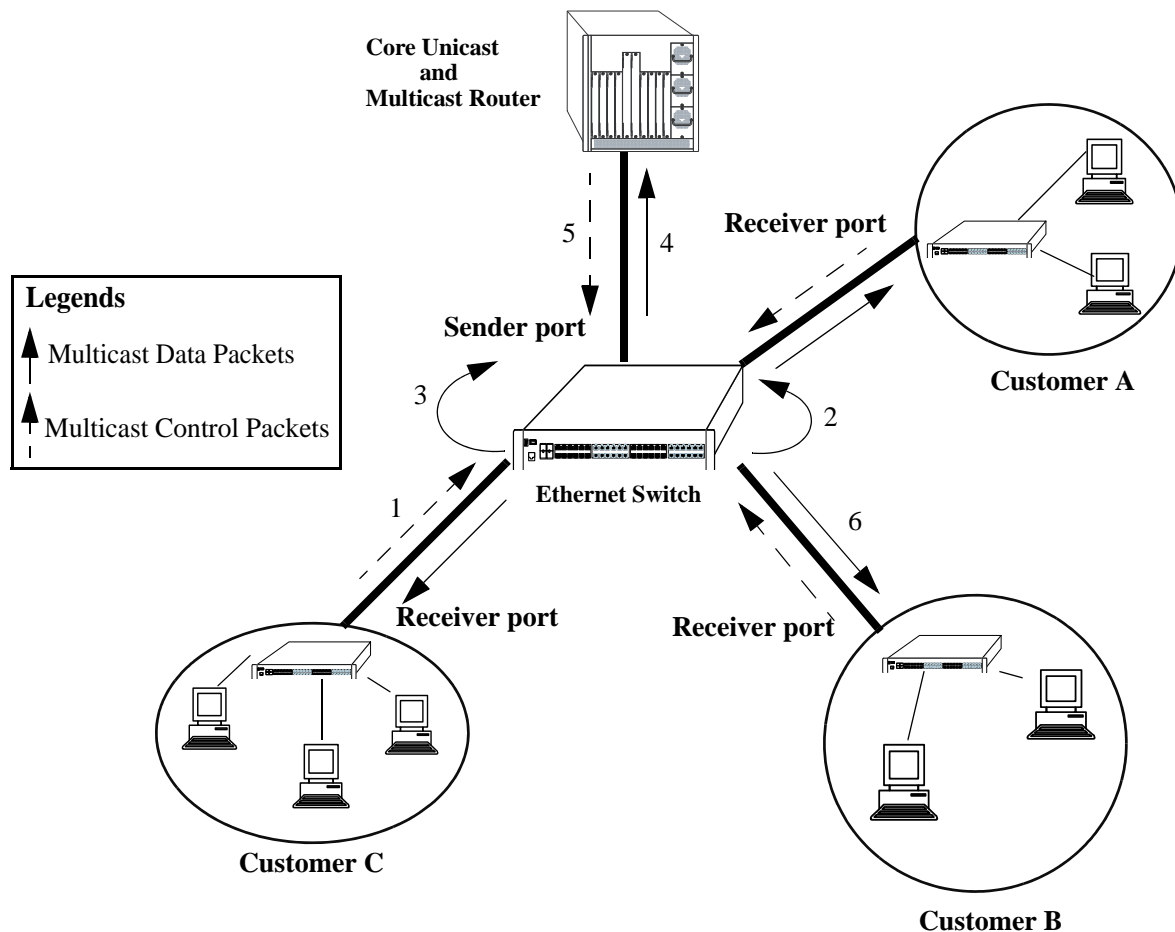 Core Unicast
and
Multicast Router
5
4
Receiver port
Legends
Multicast Data Packets
Multicast Control Packets
Sender port
3
2
Customer A
Ethernet Switch
1
6
Receiver port
Receiver port
Customer C
Customer B